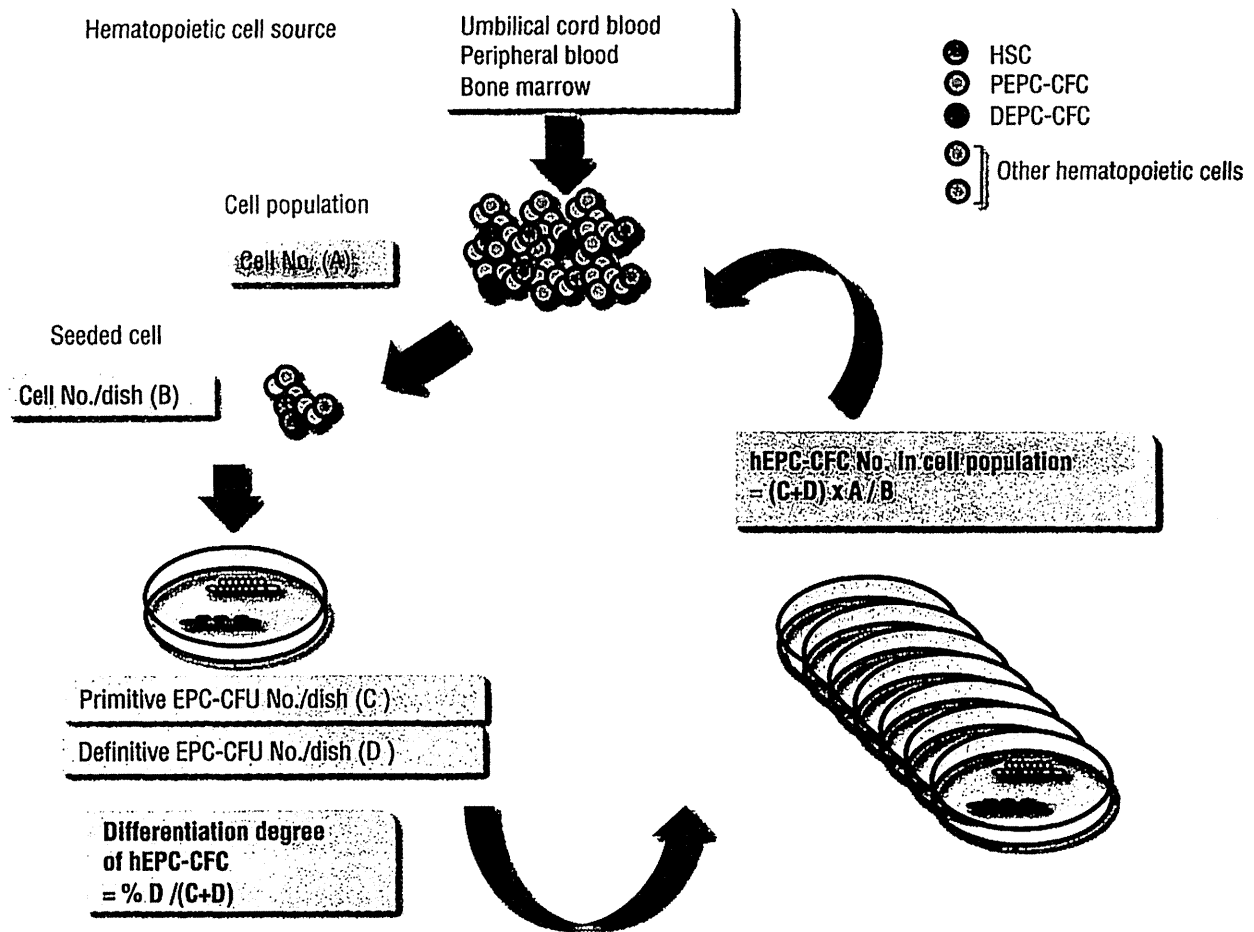 Hematopoietic cell source
Umbilical cord blood
Peripheral blood
Bone marrow
HSC
PEPC-CFC
DEPC-CFC
Other hematopoietic cells
Cell population
Cell No. (A)
Seeded cell
Cell No./dish (B)
hEPC-CFC No. in cell population
= (C+D) x A / B
Primitive EPC-CFU No./dish (C )
Definitive EPC-CFU No./dish (D )
Differentiation degree
of hEPC-CFC
= % D /(C+D)